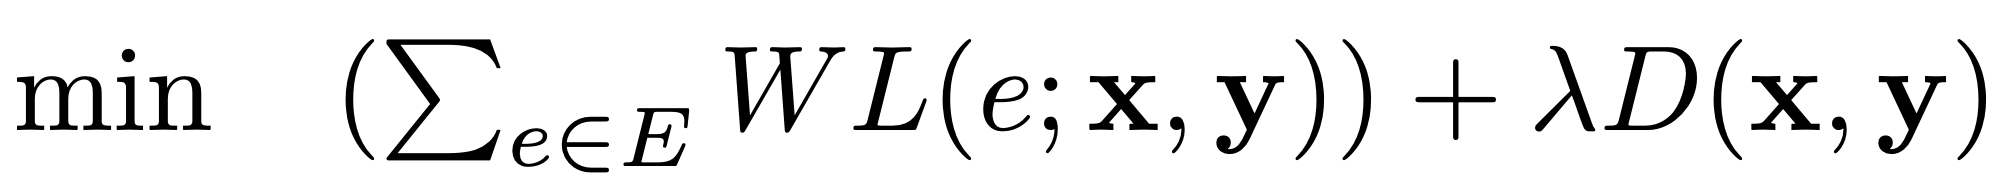 min (∑e∈E WL(e; x, y)) + λD(x, y)